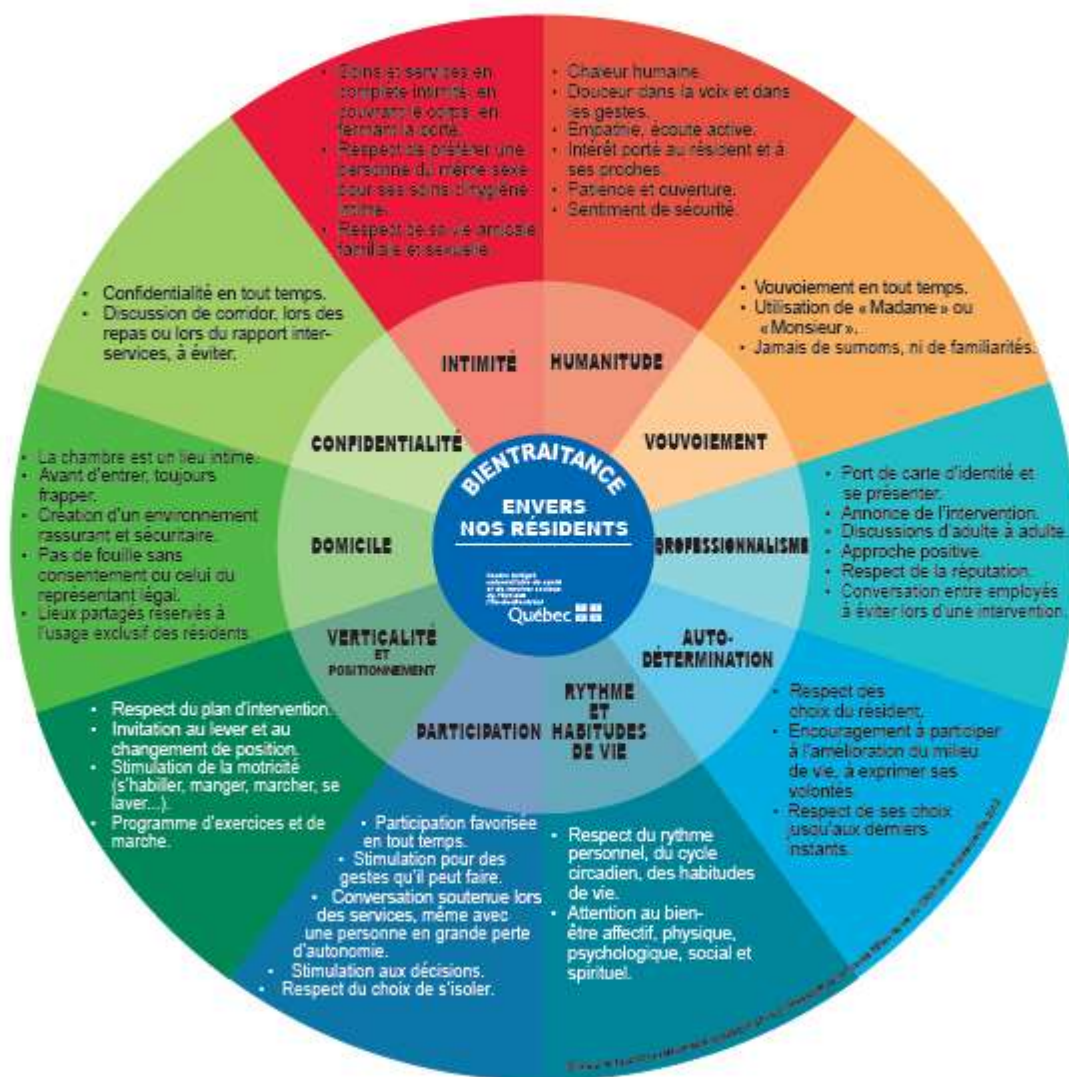 BIENTRAITANCE
ENVERS
NOS RÉSIDENTS
Québec
INTIMITÉ
• Soins et services en
complète intimité, en
couvrant le corps, en
fermant la porte.
• Respect de préférer une
personne du même sexe
pour ses soins d'hygiène
intime.
• Respect de sa vie amicale
familiale et sexuelle.
HUMANITUDE
• Chaleur humaine.
• Douceur dans la voix et dans
les gestes.
• Empathie, écoute active.
• Intérêt porté au résident et à
ses proches.
• Patience et ouverture.
• Sentiment de sécurité.
VOUVOIEMENT
• Vouvoiement en tout temps.
• Utilisation de « Madame » ou
« Monsieur ».
• Jamais de surnoms, ni de familiarités.
PROFESSIONNALISME
• Port de carte d'identité et
se présenter.
• Annonce de l'intervention.
• Discussions d'adulte à adulte.
• Approche positive.
• Respect de la réputation.
• Conversation entre employés
à éviter lors d'une intervention.
AUTO-
DÉTERMINATION
• Respect des
choix du résident.
• Encouragement à participer
à l'amélioration du milieu
de vie, à exprimer ses
volontés.
• Respect de ses choix
jusqu'aux derniers
instants.
RYTHME
ET
HABITUDES
DE VIE
• Respect du rythme
personnel, du cycle
circadien, des habitudes
de vie.
• Attention au bien-
être affectif, physique,
psychologique, social et
spirituel.
PARTICIPATION
• Participation favorisée
en tout temps.
• Stimulation pour des
gestes qu'il peut faire.
• Conversation soutenue lors
des services, même avec
une personne en grande perte
d'autonomie.
• Stimulation aux décisions.
• Respect du choix de s'isoler.
VERTICALITÉ
ET
POSITIONNEMENT
• Respect du plan d'intervention.
• Invitation au lever et au
changement de position.
• Stimulation de la motricité
(s'habiller, manger, marcher, se
laver...).
• Programme d'exercices et de
marche.
DOMICILE
• La chambre est un lieu intime.
• Avant d'entrer, toujours
frapper.
• Création d'un environnement
rassurant et sécuritaire.
• Pas de fouille sans
consentement ou celui du
représentant légal.
• Lieux partagés réservés à
l'usage exclusif des résidents.
CONFIDENTIALITÉ
• Confidentialité en tout temps.
• Discussion de corridor, lors des
repas ou lors du rapport inter-
services, à éviter.